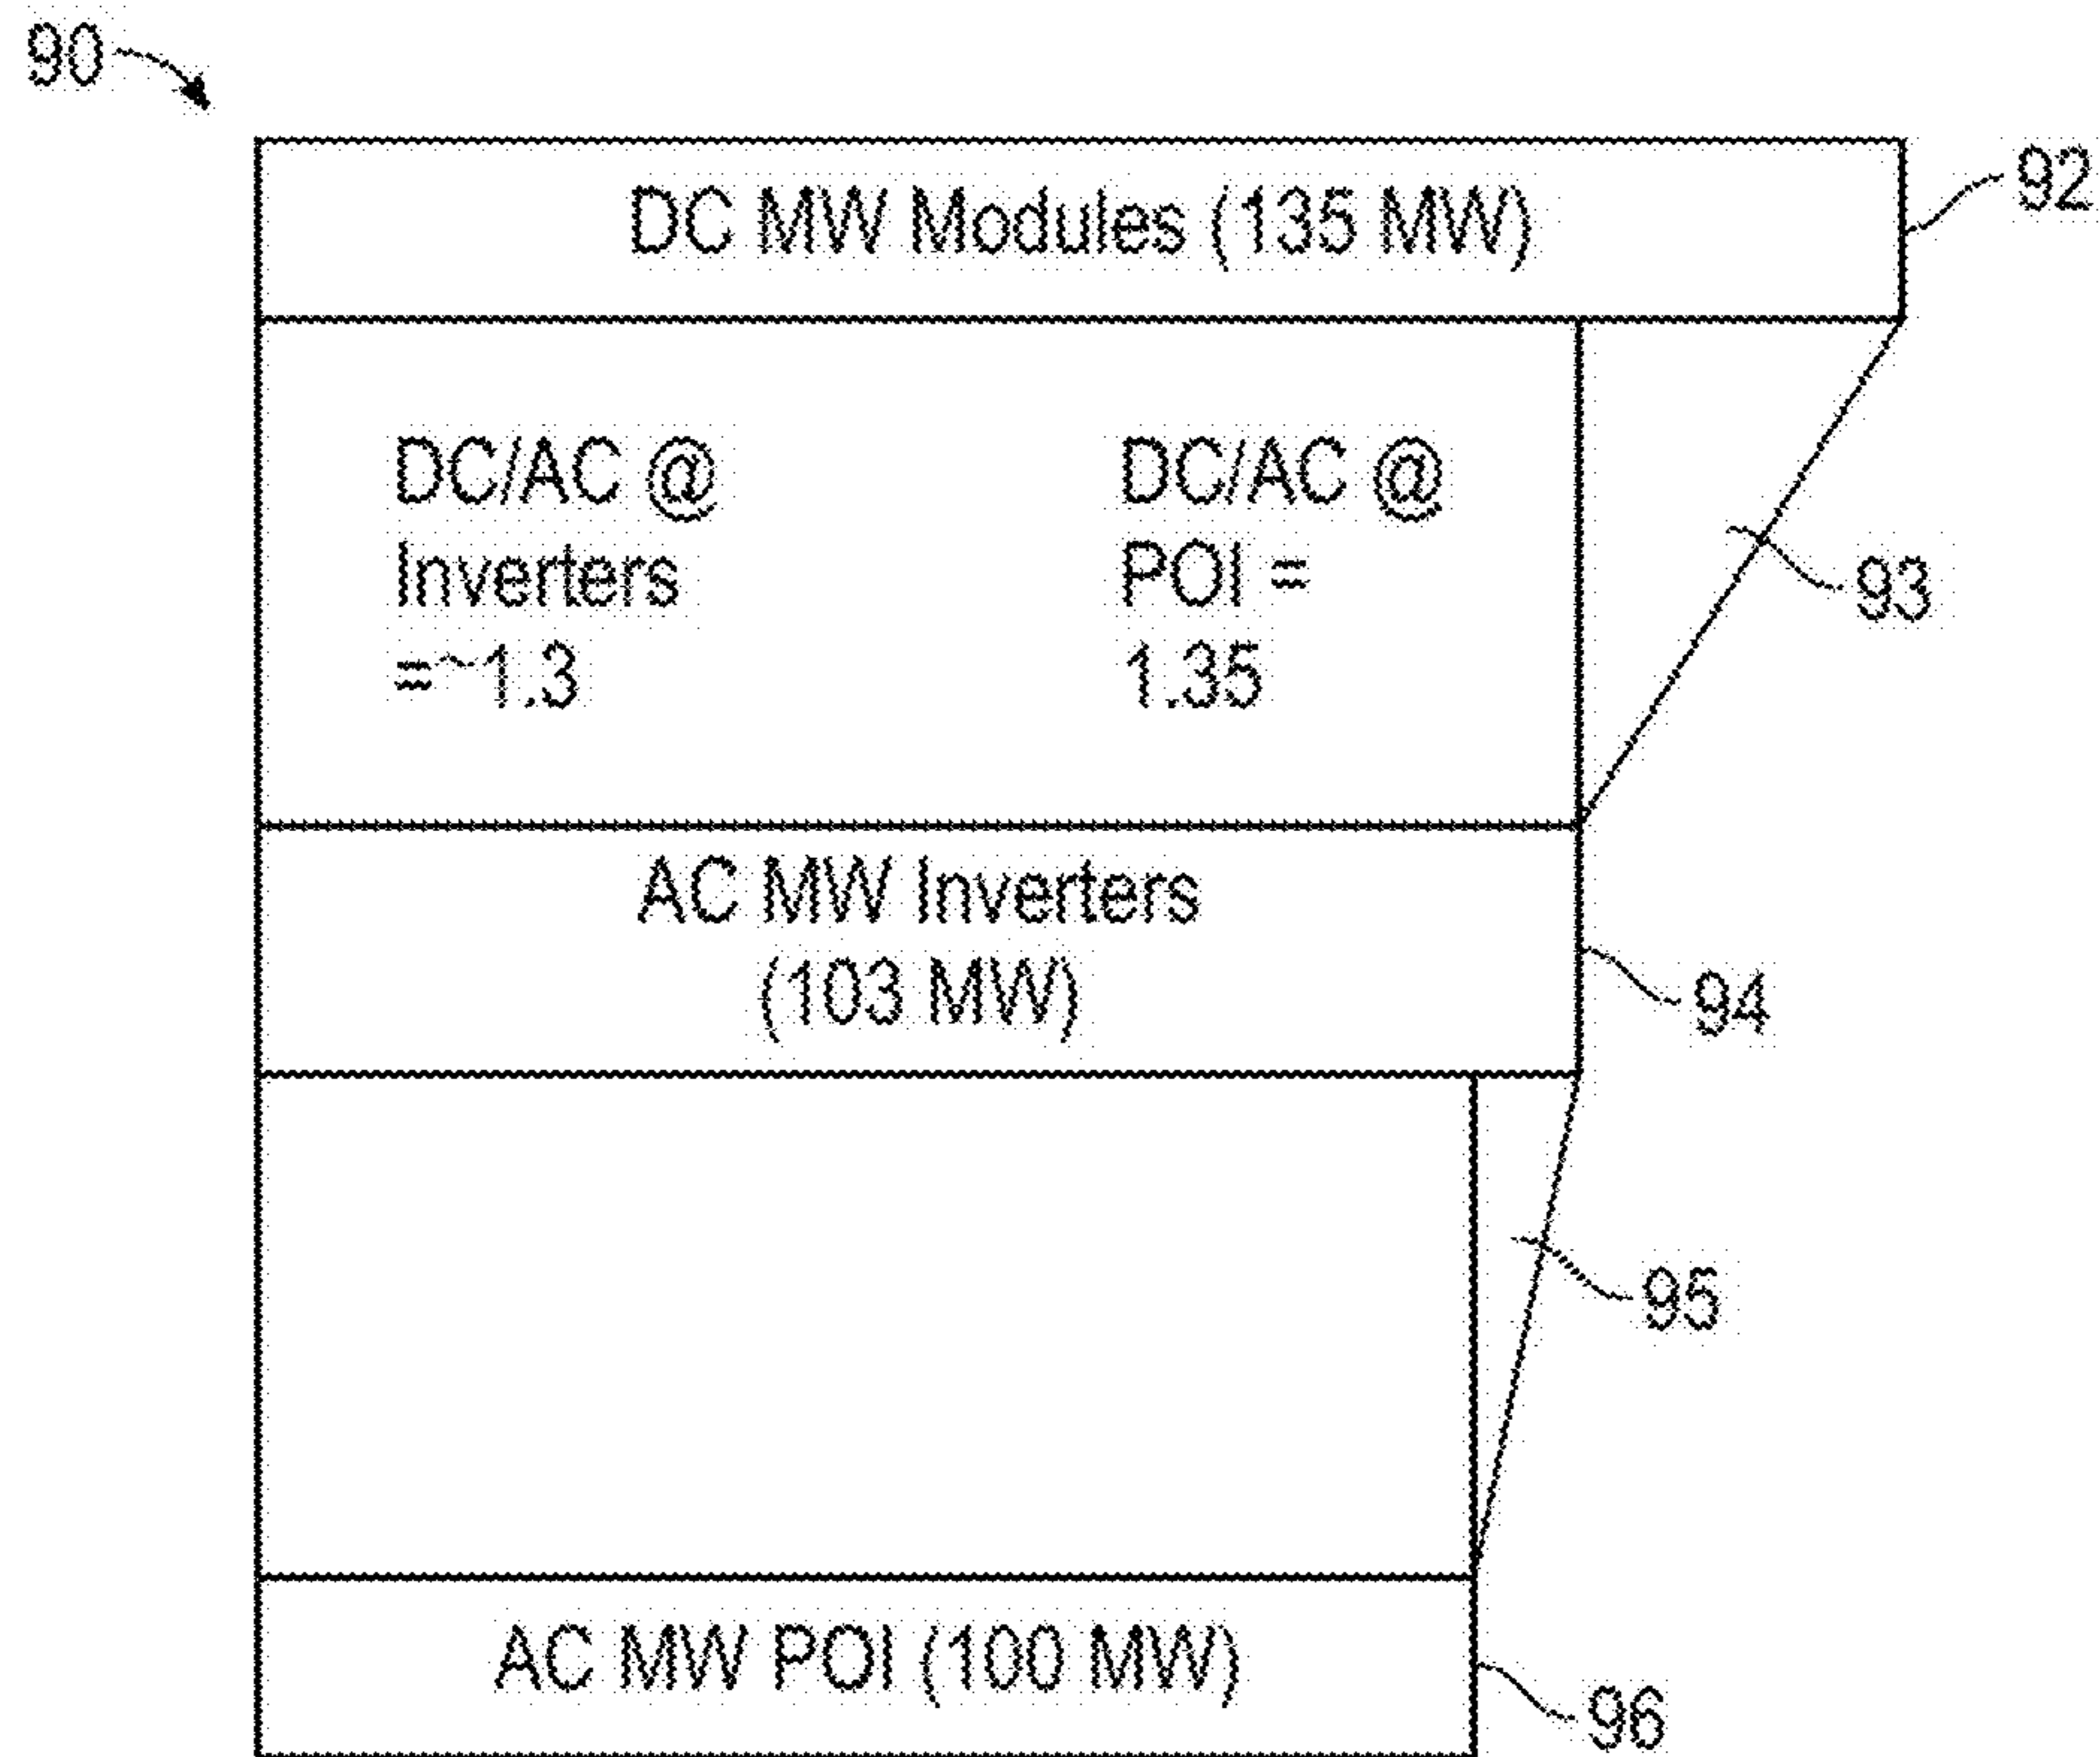 90
DC MW Modules (135 MW)
92
DC/AC @
Inverters
=~1.3
DC/AC @
POI =
1.35
93
AC MW Inverters
(103 MW)
94
95
AC MW POI (100 MW)
96